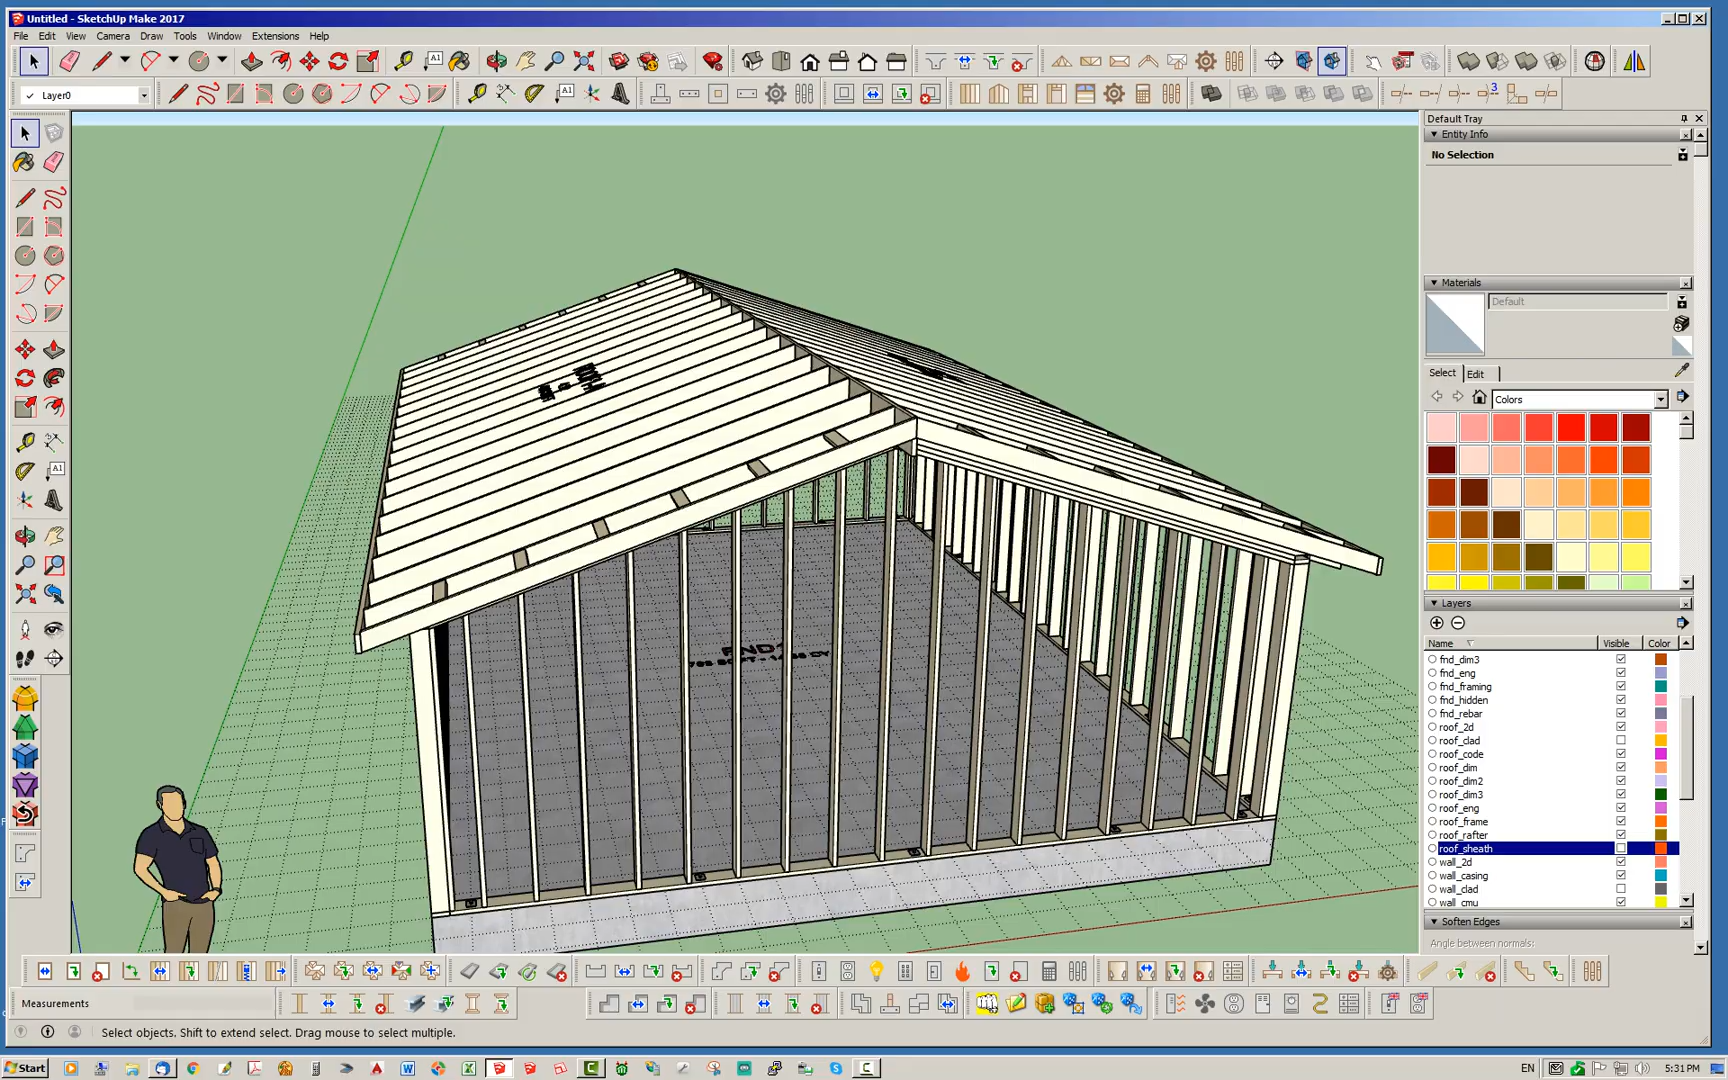 Untitled - SketchUp Make 2017
File Edit View Camera Draw Tools Window Extensions Help
Layer0
Default Tray
Entity Info
No Selection
Materials
Default
Select Edit
Colors
Layers
Name Visible Color
fnd_dim3
fnd_eng
fnd_framing
fnd_hidden
fnd_rebar
roof_2d
roof_clad
roof_code
roof_dim
roof_dim2
roof_dim3
roof_eng
roof_frame
roof_rafter
roof_sheath
wall_2d
wall_casing
wall_clad
wall_cmu
Soften Edges
Angle between normals:
Measurements
Select objects. Shift to extend select. Drag mouse to select multiple.
Start
EN
5:31 PM